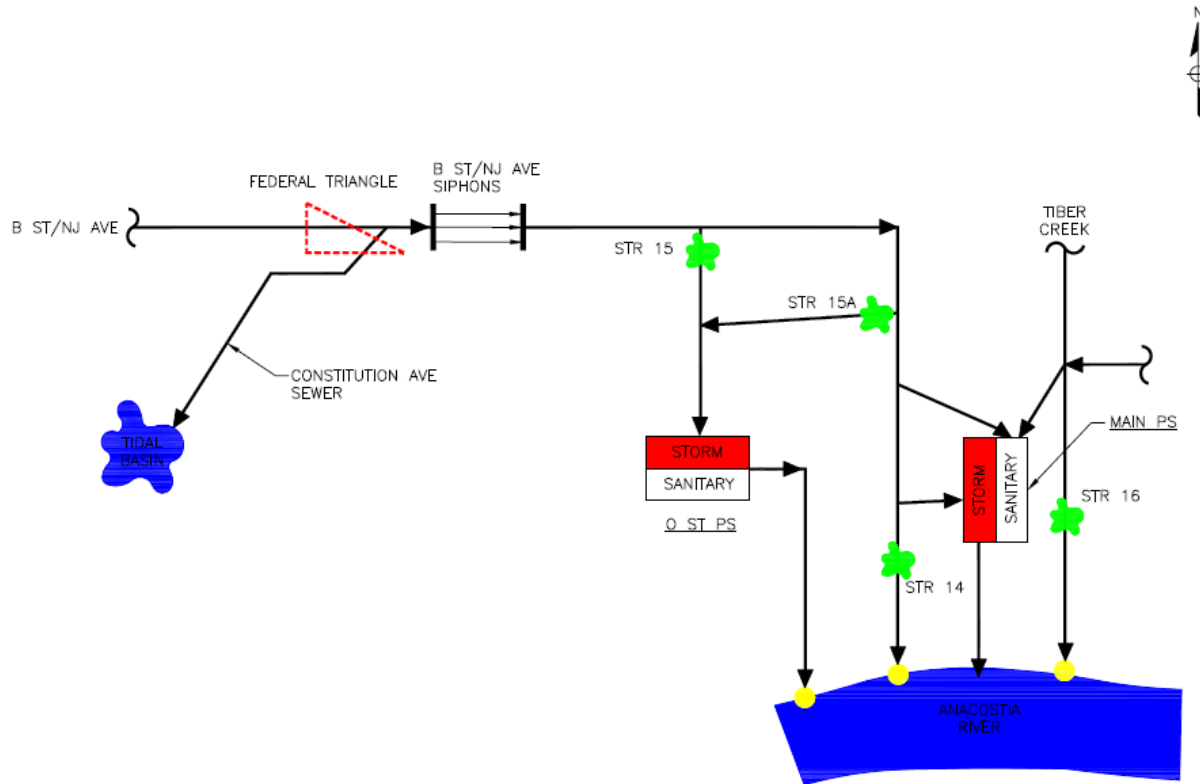 N
FEDERAL TRIANGLE
B ST/NJ AVE
SIPHONS
B ST/NJ AVE
STR 15
TIBER
CREEK
STR 15A
CONSTITUTION AVE
SEWER
TIDAL
BASIN
STORM
SANITARY
O ST PS
STORM
SANITARY
MAIN PS
STR 16
STR 14
ANACOSTIA
RIVER